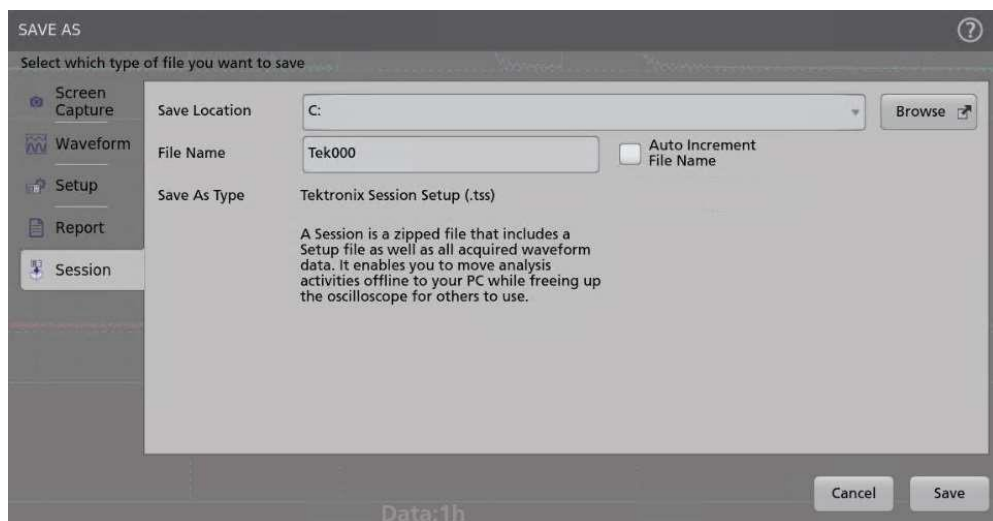 SAVE AS
?
Select which type of file you want to save
Screen
Capture
Waveform
Setup
Report
Session
Save Location
C:
Browse
File Name
Tek000
Auto Increment
File Name
Save As Type
Tektronix Session Setup (.tss)
A Session is a zipped file that includes a
Setup file as well as all acquired waveform
data. It enables you to move analysis
activities offline to your PC while freeing up
the oscilloscope for others to use.
Cancel
Save
Data:1h